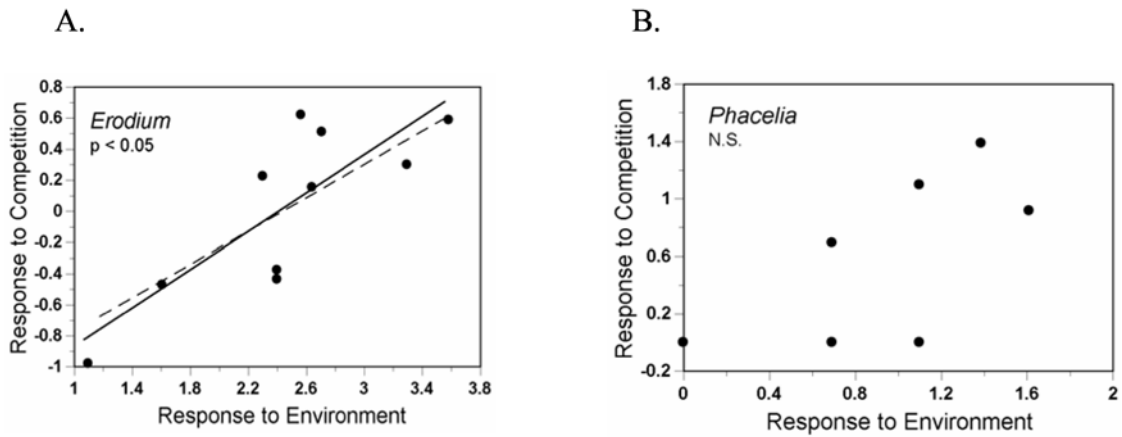 A.
B.
Erodium
p < 0.05
Response to Competition
0.8
0.6
0.4
0.2
0
-0.2
-0.4
-0.6
-0.8
-1
1 1.4 1.8 2.2 2.6 3 3.4 3.8
Response to Environment
Phacelia
N.S.
Response to Competition
1.8
1.4
1
0.6
0.2
-0.2
0 0.4 0.8 1.2 1.6 2
Response to Environment